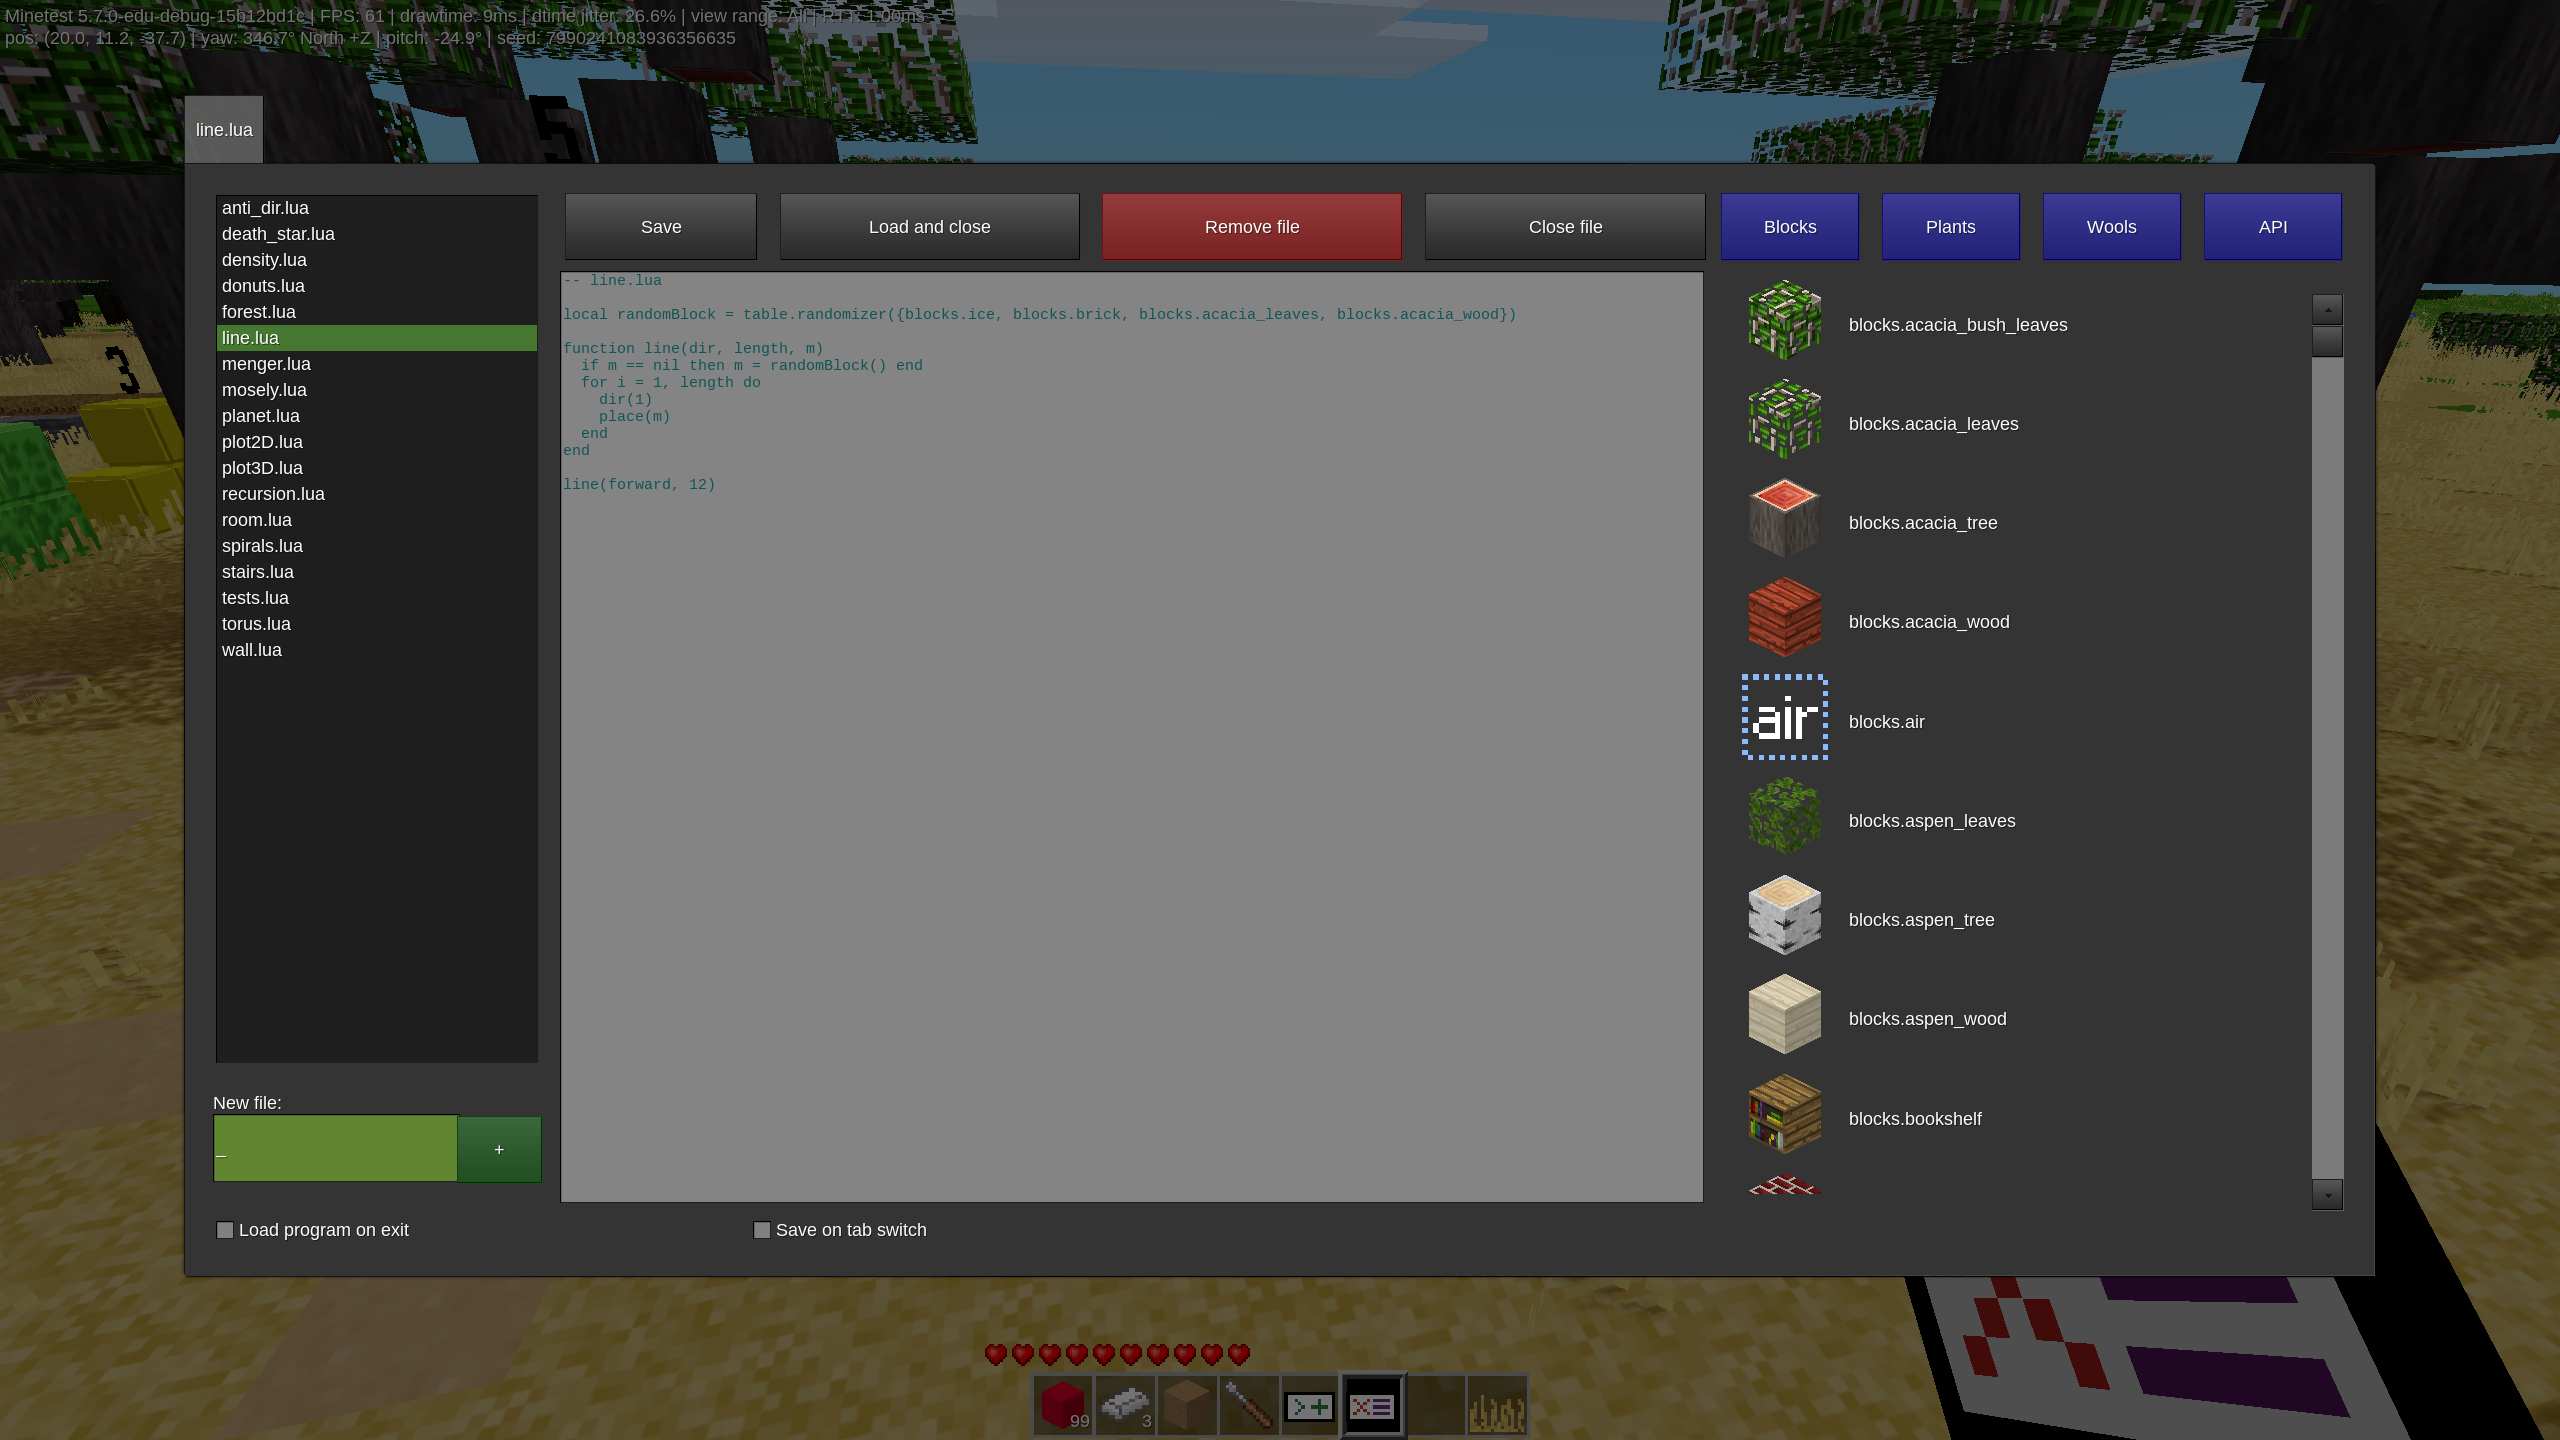 Minetest 5.7.0-edu-debug-15b12bd1c | FPS: 61 | drawtime: 9ms | dtime jitter: 26.6% | view range: All | RTT: 1.00ms
pos: (20.0, 11.2, -37.7) | yaw: 346.7° North +Z | pitch: -24.9° | seed: 7990241083936356635
5
3
line.lua
anti_dir.lua
death_star.lua
density.lua
donuts.lua
forest.lua
line.lua
menger.lua
mosely.lua
planet.lua
plot2D.lua
plot3D.lua
recursion.lua
room.lua
spirals.lua
stairs.lua
tests.lua
torus.lua
wall.lua
New file:
_
+
Load program on exit
Save
Load and close
Remove file
Close file
-- line.lua
local randomBlock = table.randomizer({blocks.ice, blocks.brick, blocks.acacia_leaves, blocks.acacia_wood})
function line(dir, length, m)
  if m == nil then m = randomBlock() end
  for i = 1, length do
    dir(1)
    place(m)
  end
end
line(forward, 12)
Save on tab switch
Blocks
Plants
Wools
API
blocks.acacia_bush_leaves
blocks.acacia_leaves
blocks.acacia_tree
blocks.acacia_wood
air
blocks.air
blocks.aspen_leaves
blocks.aspen_tree
blocks.aspen_wood
blocks.bookshelf
99
3